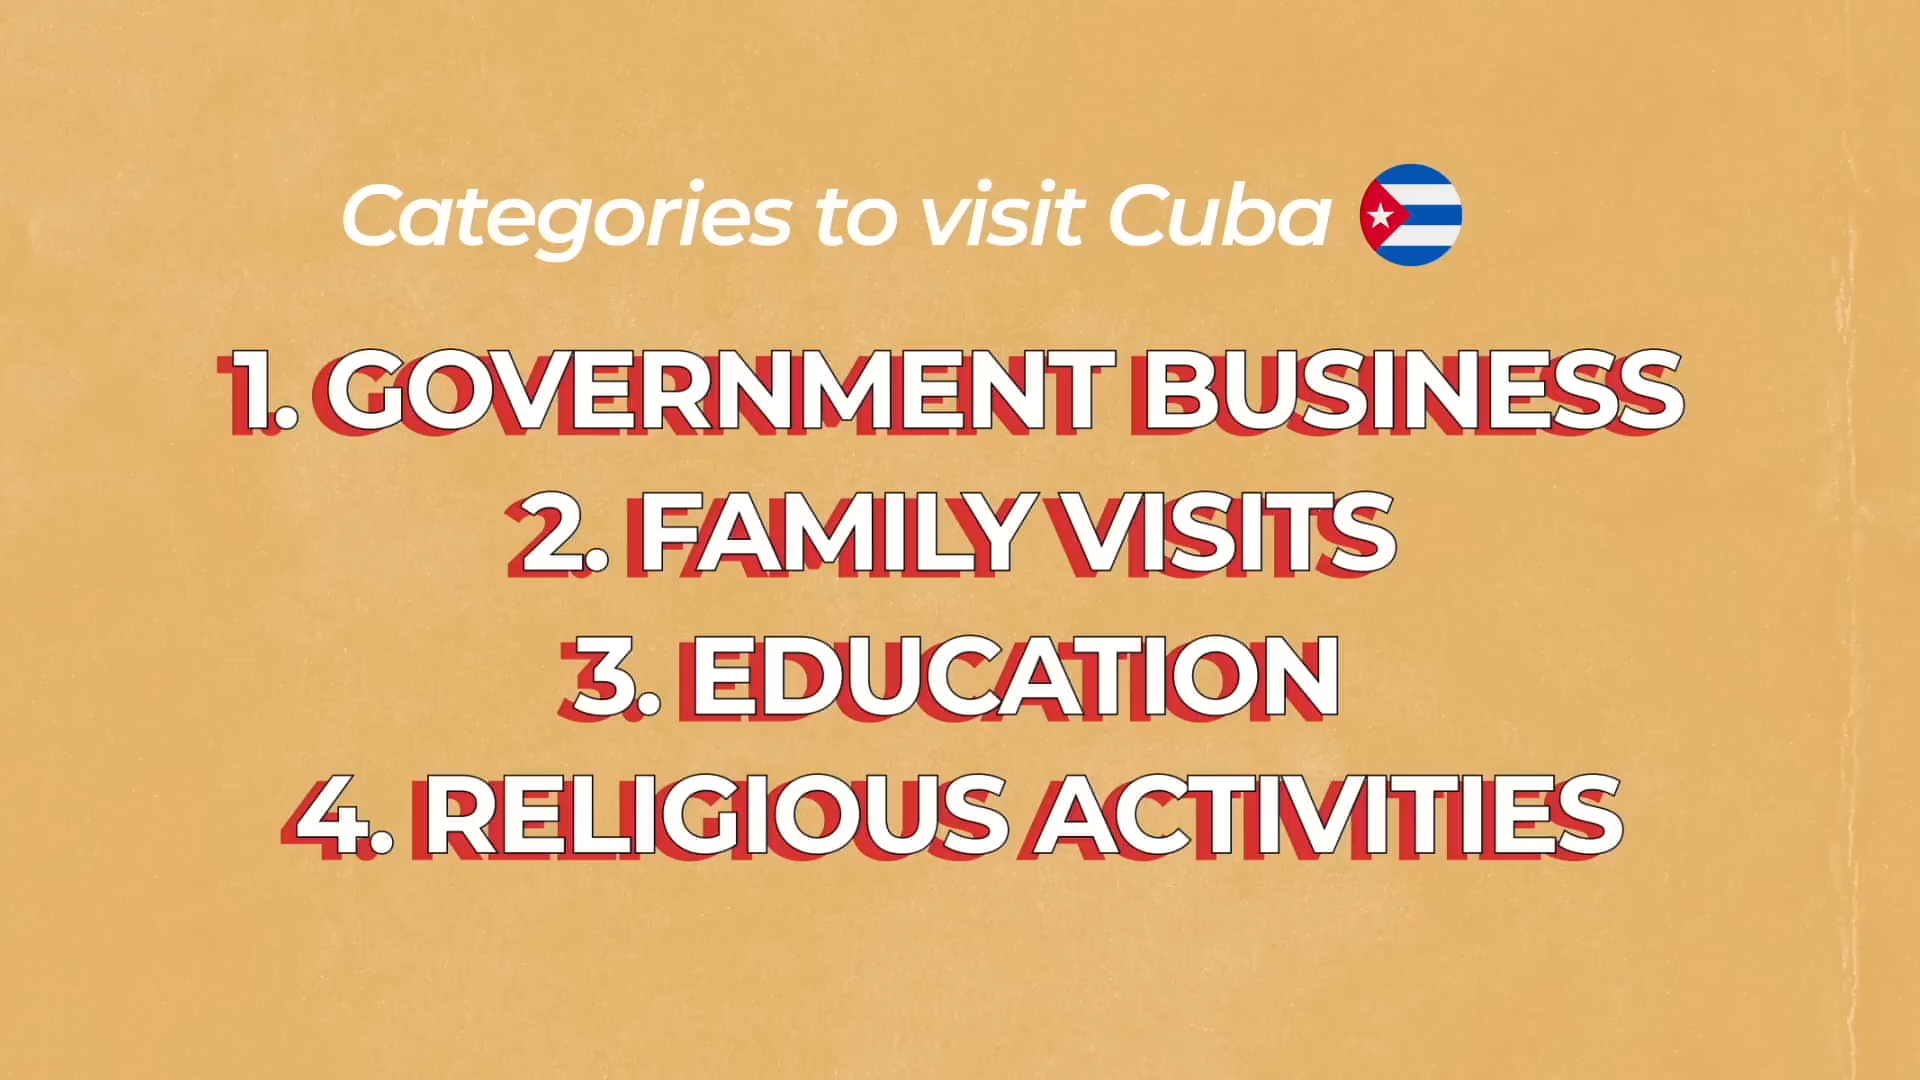 Categories to visit Cuba
1. GOVERNMENT BUSINESS
2. FAMILY VISITS
3. EDUCATION
4. RELIGIOUS ACTIVITIES